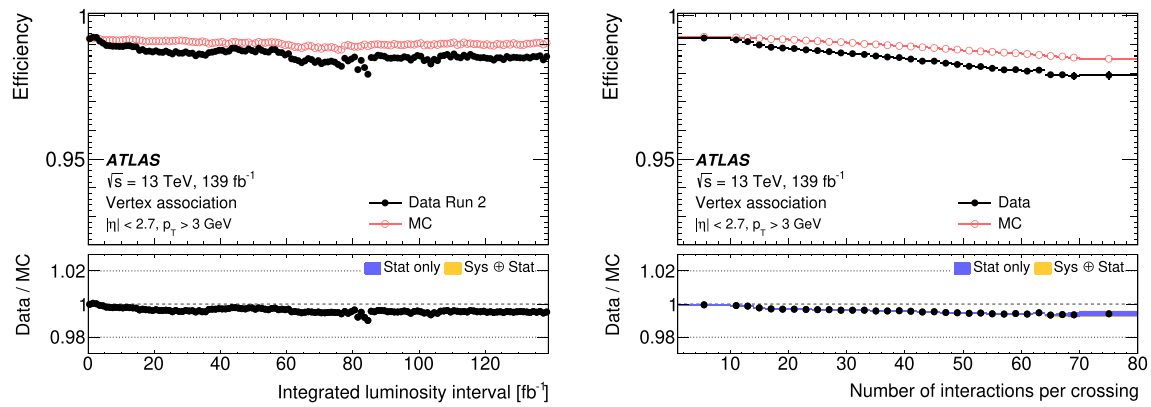 Efficiency
1
0.95
ATLAS
√s = 13 TeV, 139 fb⁻¹
Vertex association
|η| < 2.7, p_T > 3 GeV
Data Run 2
MC
Data / MC
1.02
1
0.98
Stat only
Sys ⊕ Stat
0 20 40 60 80 100 120
Integrated luminosity interval [fb⁻¹]
Efficiency
1
0.95
ATLAS
√s = 13 TeV, 139 fb⁻¹
Vertex association
|η| < 2.7, p_T > 3 GeV
Data
MC
Data / MC
1.02
1
0.98
Stat only
Sys ⊕ Stat
10 20 30 40 50 60 70 80
Number of interactions per crossing